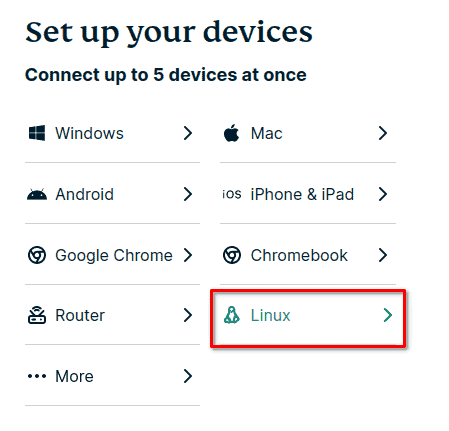 Set up your devices
Connect up to 5 devices at once
Windows
Mac
Android
iOS iPhone & iPad
Google Chrome
Chromebook
Router
Linux
More